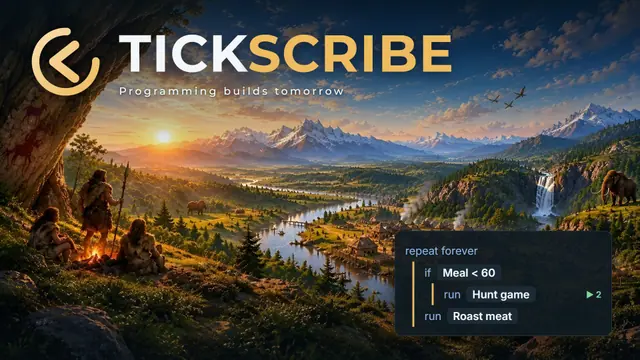 TICKSCRIBE
Programming builds tomorrow
repeat forever
if Meal < 60
run Hunt game ▶ 2
run Roast meat